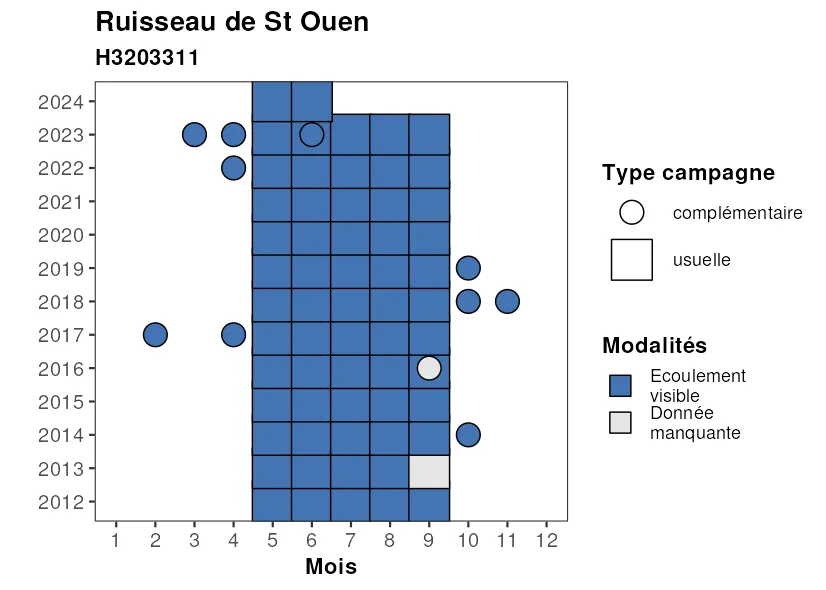 Ruisseau de St Ouen
H3203311
2024
2023
2022
2021
2020
2019
2018
2017
2016
2015
2014
2013
2012
1 2 3 4 5 6 7 8 9 10 11 12
Mois
Type campagne
complémentaire
usuelle
Modalités
Ecoulement
visible
Donnée
manquante